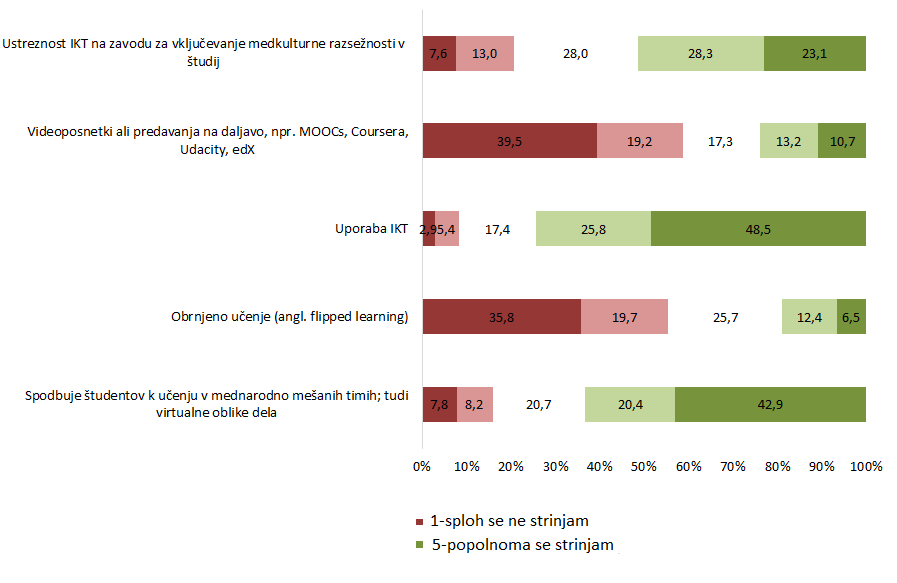 Ustreznost IKT na zavodu za vključevanje medkulturne razsežnosti v
študij
7,6 13,0 28,0 28,3 23,1
Videoposnetki ali predavanja na daljavo, npr. MOOCs, Coursera,
Udacity, edX
39,5 19,2 17,3 13,2 10,7
Uporaba IKT
2,9 5,4 17,4 25,8 48,5
Obrnjeno učenje (angl. flipped learning)
35,8 19,7 25,7 12,4 6,5
Spodbuje študentov k učenju v mednarodno mešanih timih; tudi
virtualne oblike dela
7,8 8,2 20,7 20,4 42,9
0% 10% 20% 30% 40% 50% 60% 70% 80% 90% 100%
1-sploh se ne strinjam
5-popolnoma se strinjam